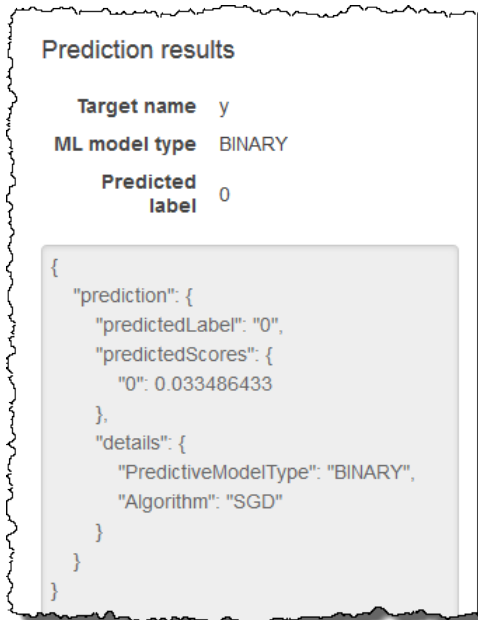 Prediction results
Target name y
ML model type BINARY
Predicted
label 0
{
"prediction": {
"predictedLabel": "0",
"predictedScores": {
"0": 0.033486433
},
"details": {
"PredictiveModelType": "BINARY",
"Algorithm": "SGD"
}
}
}